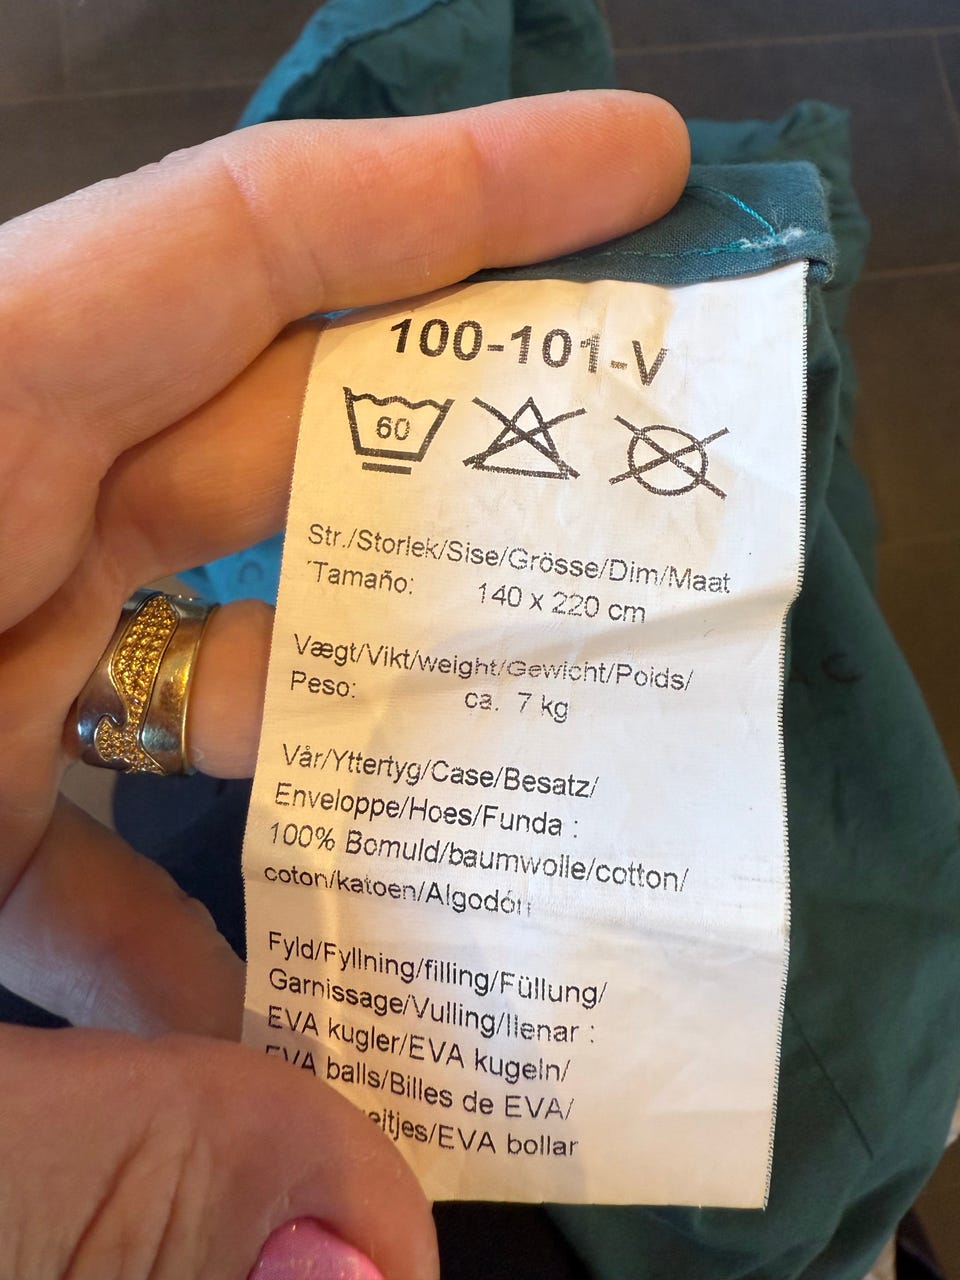 100-101-V
60
Str./Storlek/Sise/Grösse/Dim/Maat
Tamaño: 140 x 220 cm
Vægt/Vikt/weight/Gewicht/Poids/
Peso: ca. 7 kg
Vår/Yttertyg/Case/Besatz/
Enveloppe/Hoes/Funda :
100% Bomuld/baumwolle/cotton/
coton/katoen/Algodón
Fyld/Fyllning/filling/Füllung/
Garnissage/Vulling/llenar :
EVA kugler/EVA kugeln/
EVA balls/Billes de EVA/
/EVA bollar